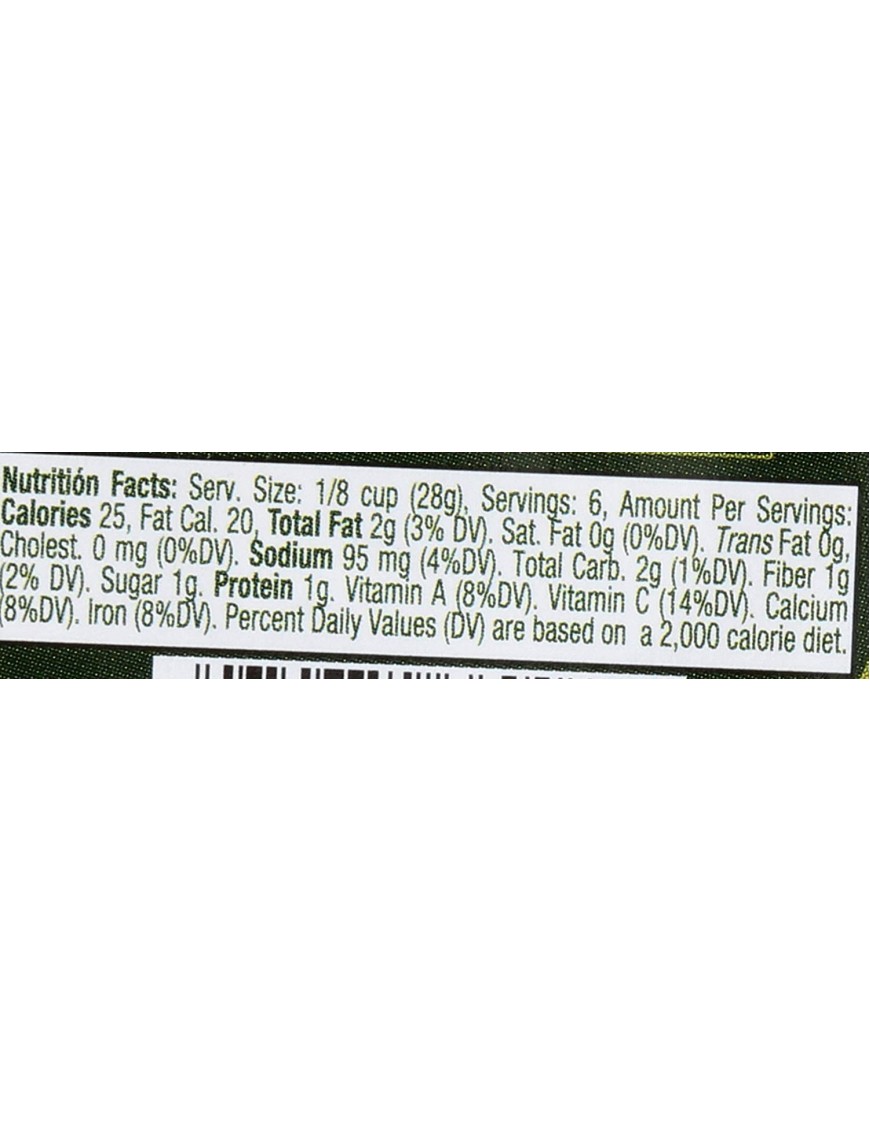 Nutritión Facts: Serv. Size: 1/8 cup (28g), Servings: 6, Amount Per Servings:
Calories 25, Fat Cal. 20, Total Fat 2g (3% DV). Sat. Fat 0g (0%DV). Trans Fat 0g,
Cholest. 0 mg (0%DV). Sodium 95 mg (4%DV). Total Carb. 2g (1%DV). Fiber 1g
(2% DV). Sugar 1g. Protein 1g. Vitamin A (8%DV). Vitamin C (14%DV). Calcium
(8%DV). Iron (8%DV). Percent Daily Values (DV) are based on a 2,000 calorie diet.